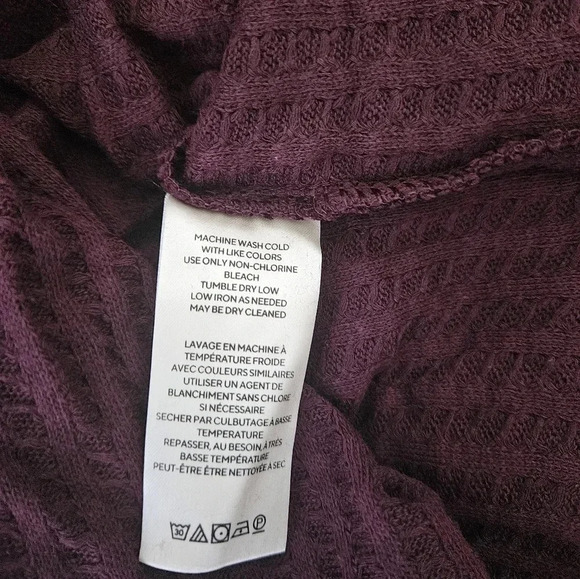 MACHINE WASH COLD
WITH LIKE COLORS
USE ONLY NON-CHLORINE
BLEACH
TUMBLE DRY LOW
LOW IRON AS NEEDED
MAY BE DRY CLEANED
LAVAGE EN MACHINE À
TEMPÉRATURE FROIDE
AVEC COULEURS SIMILAIRES
UTILISER UN AGENT DE
BLANCHIMENT SANS CHLORE
SI NÉCESSAIRE
SECHER PAR CULBUTAGE À BASSE
TEMPERATURE
REPASSER, AU BESOIN, À TRÈS
BASSE TEMPÉRATURE
PEUT-ÊTRE ÊTRE NETTOYÉE À SEC
30 P